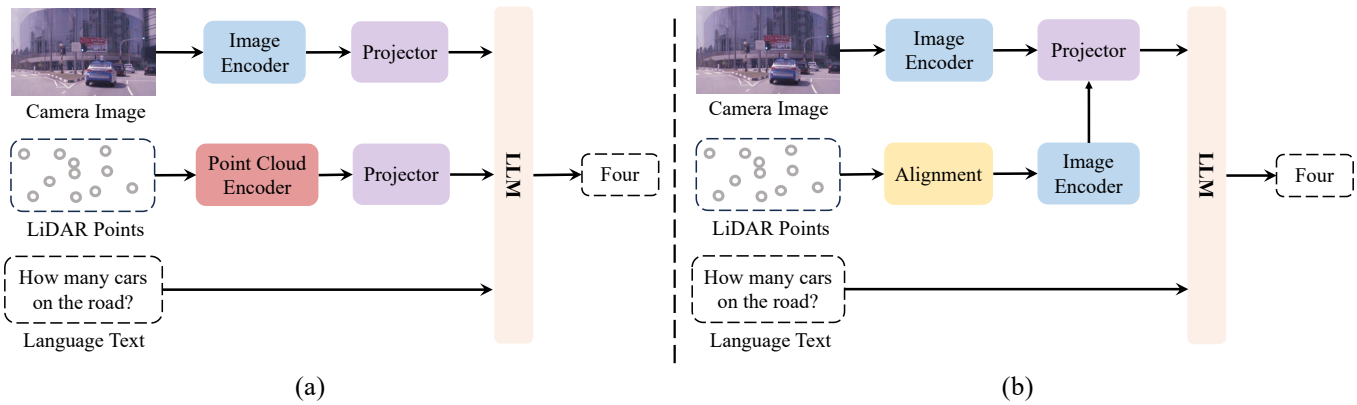 Camera Image
Image
Encoder
Projector
LiDAR Points
Point Cloud
Encoder
Projector
How many cars
on the road?
Language Text
LLM
Four
(a)
Camera Image
Image
Encoder
Projector
LiDAR Points
Alignment
Image
Encoder
How many cars
on the road?
Language Text
LLM
Four
(b)